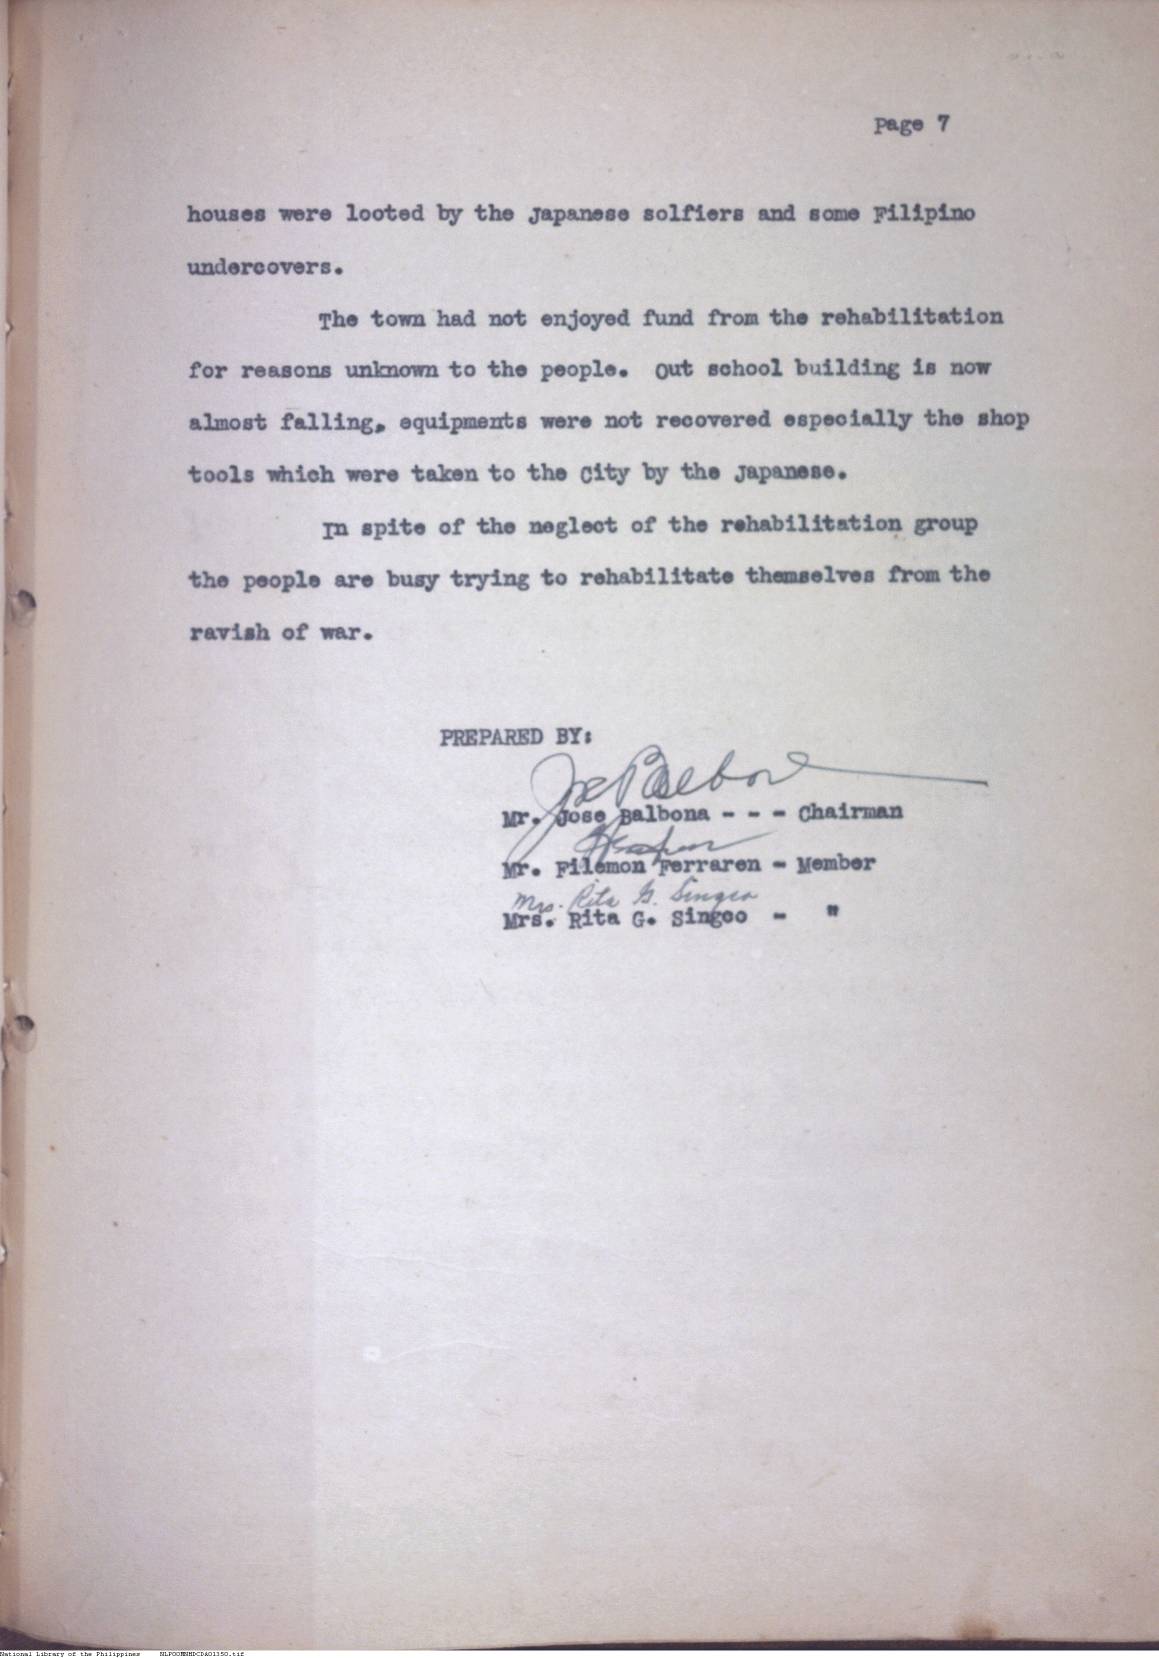 Page 7
houses were looted by the Japanese solfiers and some Filipino
undercovers.
The town had not enjoyed fund from the rehabilitation
for reasons unknown to the people. Out school building is now
almost falling, equipments were not recovered especially the shop
tools which were taken to the City by the Japanese.
In spite of the neglect of the rehabilitation group
the people are busy trying to rehabilitate themselves from the
ravish of war.
PREPARED BY:
Jose Balbona
Mr. Jose Balbona - - - Chairman
Mr. Filemon Ferraren - Member
Mrs. Rita G. Singco
Mrs. Rita G. Singco - "
National Library of the Philippines NLPOOMNHDCDA01350.tif